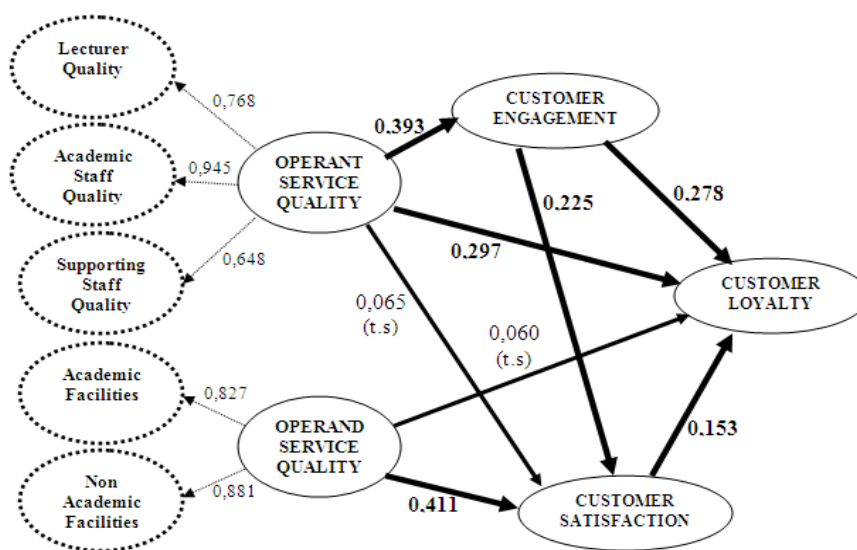 Lecturer
Quality
0,768
Academic
Staff
Quality
0,945
Supporting
Staff
Quality
0,648
OPERANT
SERVICE
QUALITY
0.393
CUSTOMER
ENGAGEMENT
0.225
0.278
0.297
CUSTOMER
LOYALTY
0,065
(t.s)
0,060
(t.s)
Academic
Facilities
0,827
OPERAND
SERVICE
QUALITY
0.153
Non
Academic
Facilities
0,881
0.411
CUSTOMER
SATISFACTION